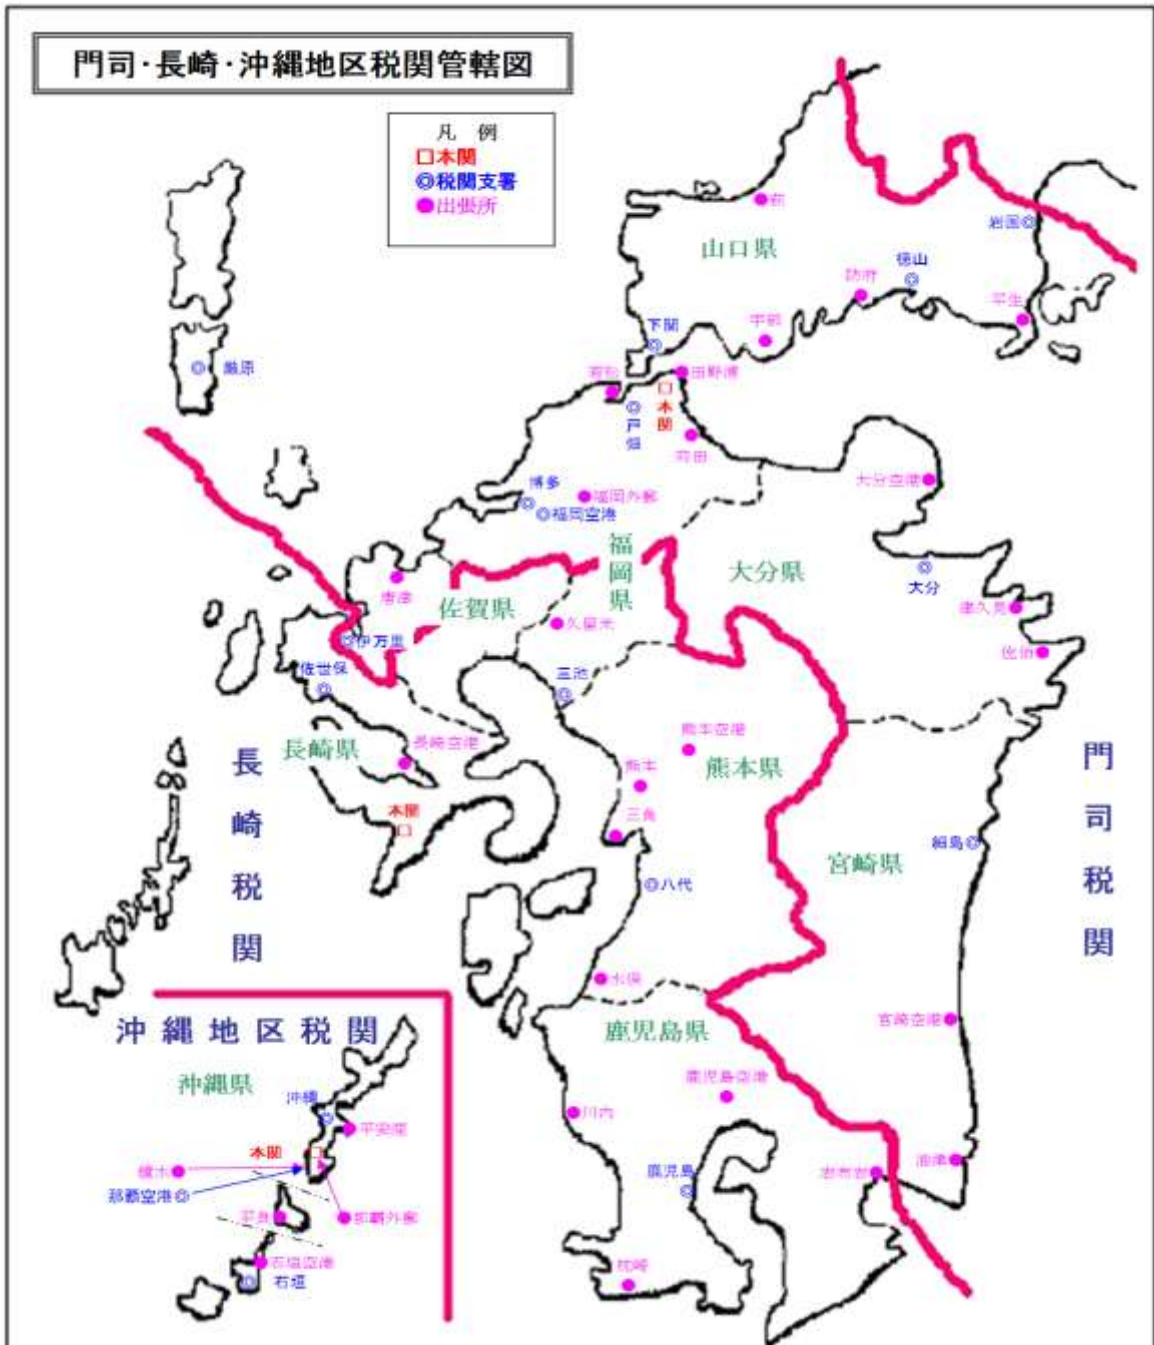 門司・長崎・沖縄地区税関管轄図
凡 例
□本関
◎税関支署
●出張所
萩
岩国◎
山口県
徳山
防府
平生
宇部
下関
厳原
若松
田野浦
□本関
戸畑
苅田
大分空港
博多
福岡外郵
◎福岡空港
福岡県
大分県
大分
唐津
佐賀県
津久見
久留米
◎伊万里
佐伯
佐世保
三池
長崎県
長崎空港
熊本空港
熊本県
熊本
長崎税関
門司税関
本関
□
三角
宮崎県
細島◎
◎八代
水俣
沖縄地区税関
鹿児島県
宮崎空港
沖縄県
鹿児島空港
沖縄
川内
平安座
本関
□
鹿児島
志布志
油津
那覇空港◎
平良
那覇外郵
石垣空港
石垣
枕崎